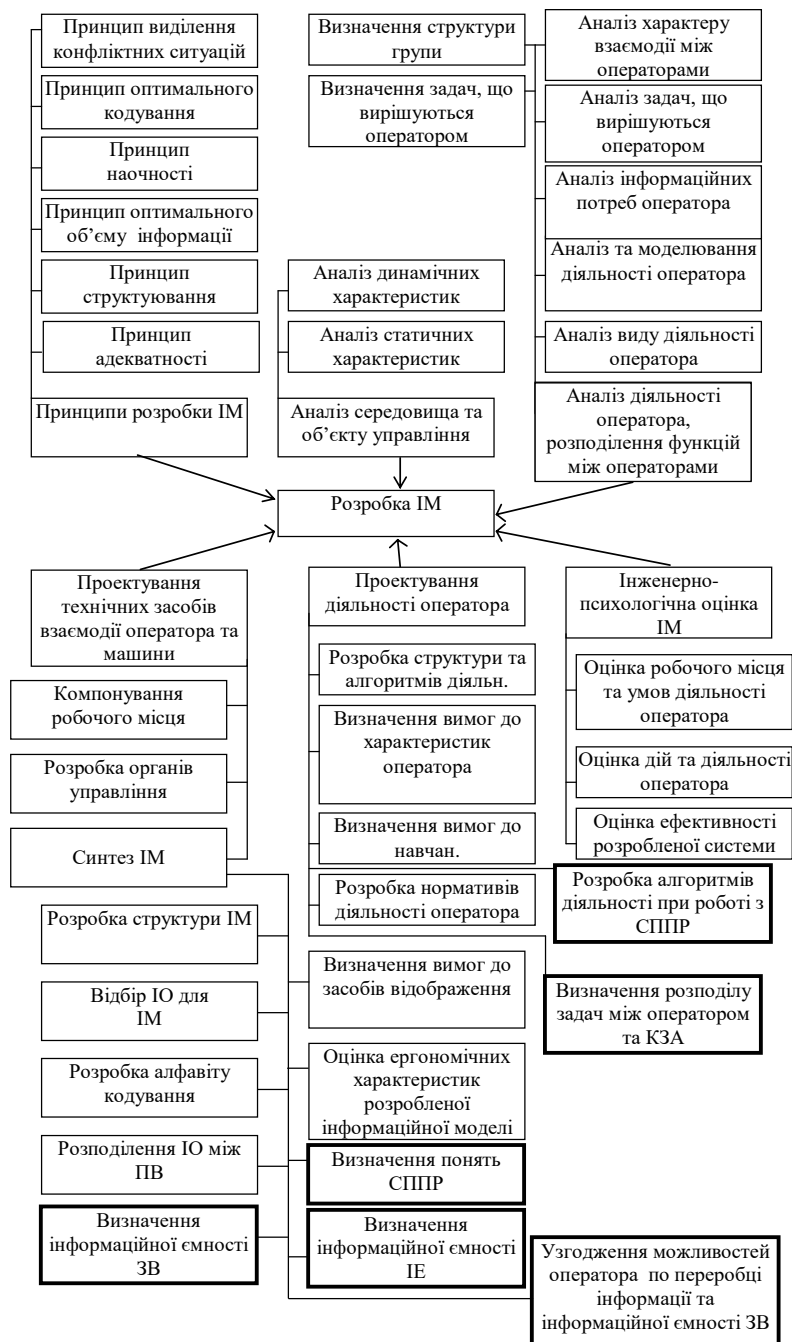 Принцип виділення
конфліктних ситуацій
Принцип оптимального
кодування
Принцип
наочності
Принцип оптимального
об’єму інформації
Принцип
структуювання
Принцип
адекватності
Принципи розробки ІМ
Визначення структури
групи
Визначення задач, що
вирішуються
оператором
Аналіз динамічних
характеристик
Аналіз статичних
характеристик
Аналіз середовища та
об’єкту управління
Аналіз характеру
взаємодії між
операторами
Аналіз задач, що
вирішуються
оператором
Аналіз інформаційних
потреб оператора
Аналіз та моделювання
діяльності оператора
Аналіз виду діяльності
оператора
Аналіз діяльності
оператора,
розподілення функцій
між операторами
Розробка ІМ
Проектування
технічних засобів
взаємодії оператора та
машини
Компонування
робочого місця
Розробка органів
управління
Синтез ІМ
Проектування
діяльності оператора
Розробка структури та
алгоритмів діяльн.
Визначення вимог до
характеристик
оператора
Визначення вимог до
навчан.
Розробка нормативів
діяльності оператора
Інженерно-
психологічна оцінка
ІМ
Оцінка робочого місця
та умов діяльності
оператора
Оцінка дій та діяльності
оператора
Оцінка ефективності
розробленої системи
Розробка алгоритмів
діяльності при роботі з
СППР
Визначення розподілу
задач між оператором
та КЗА
Розробка структури ІМ
Відбір ІО для
ІМ
Розробка алфавіту
кодування
Розподілення ІО між
ПВ
Визначення
інформаційної ємності
ЗВ
Визначення вимог до
засобів відображення
Оцінка ергономічних
характеристик
розробленої
інформаційної моделі
Визначення понять
СППР
Визначення
інформаційної ємності
ІЕ
Узгодження можливостей
оператора по переробці
інформації та
інформаційної ємності ЗВ